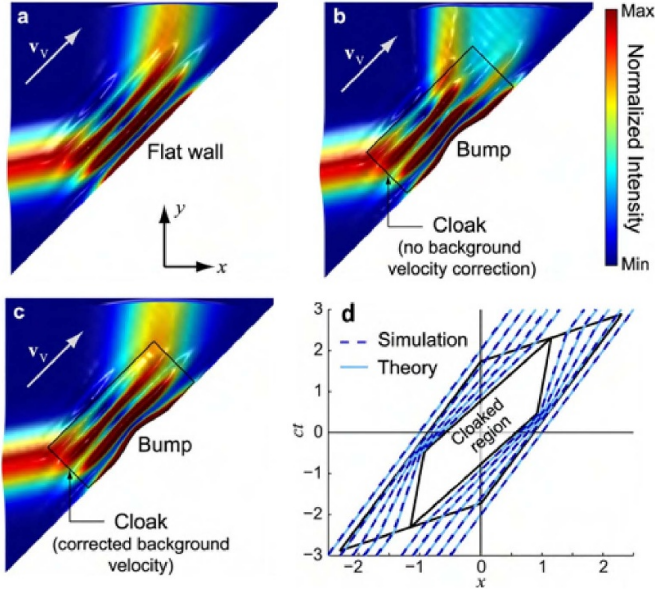 a
v_V
Flat wall
y
x
b
v_V
Bump
Cloak
(no background
velocity correction)
Max
Normalized Intensity
Min
c
v_V
Bump
Cloak
(corrected background
velocity)
d
3
2
1
0
−1
−2
−3
ct
Simulation
Theory
Cloaked
region
−2
−1
0
1
2
x